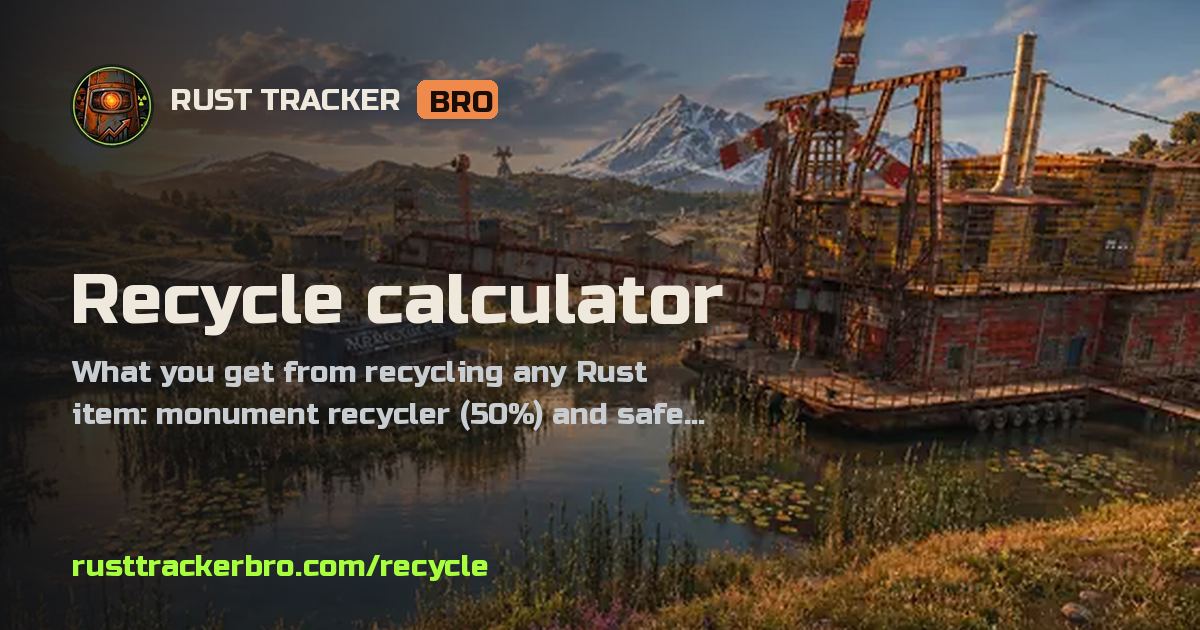 RUST TRACKER BRO
Recycle calculator
What you get from recycling any Rust
item: monument recycler (50%) and safe...
rusttrackerbro.com/recycle